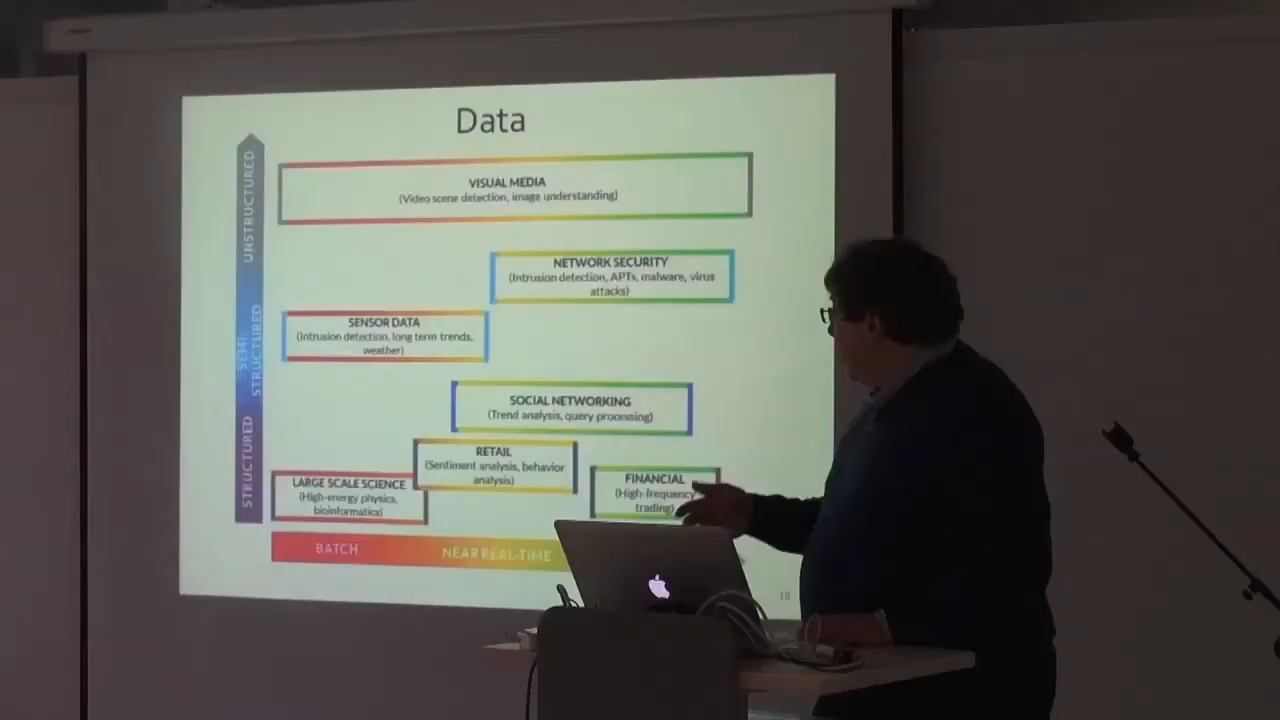 Data
UNSTRUCTURED
SEMI
STRUCTURED
STRUCTURED
VISUAL MEDIA
(Video scene detection, image understanding)
NETWORK SECURITY
(Intrusion detection, APTs, malware, virus
attacks)
SENSOR DATA
(Intrusion detection, long term trends,
weather)
SOCIAL NETWORKING
(Trend analysis, query processing)
RETAIL
(Sentiment analysis, behavior
analysis)
LARGE SCALE SCIENCE
(High-energy physics,
bioinformatics)
FINANCIAL
(High-frequency
trading)
BATCH
NEAR REAL-TIME
18